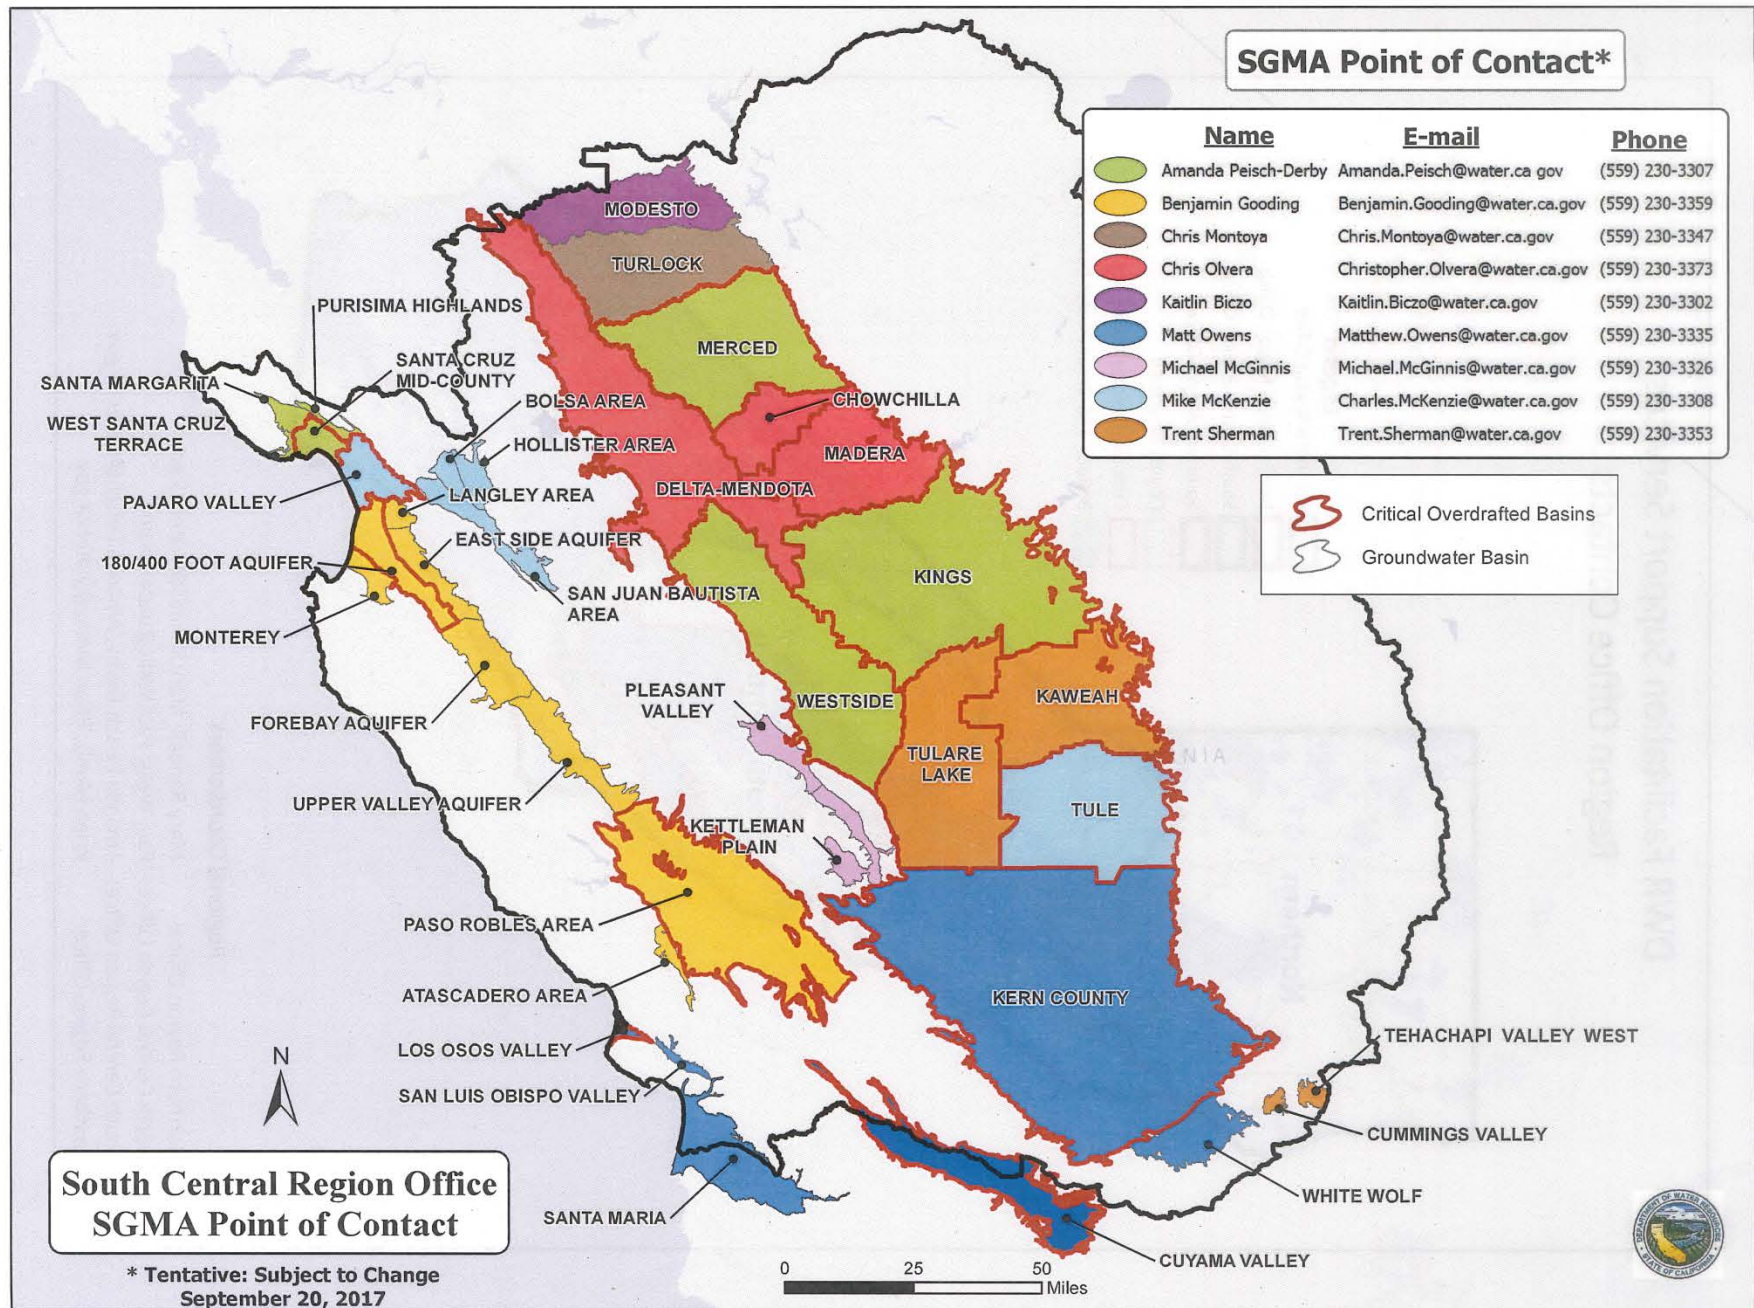 SGMA Point of Contact*
Name E-mail Phone
Amanda Peisch-Derby Amanda.Peisch@water.ca gov (559) 230-3307
Benjamin Gooding Benjamin.Gooding@water.ca.gov (559) 230-3359
Chris Montoya Chris.Montoya@water.ca.gov (559) 230-3347
Chris Olvera Christopher.Olvera@water.ca.gov (559) 230-3373
Kaitlin Biczo Kaitlin.Biczo@water.ca.gov (559) 230-3302
Matt Owens Matthew.Owens@water.ca.gov (559) 230-3335
Michael McGinnis Michael.McGinnis@water.ca.gov (559) 230-3326
Mike McKenzie Charles.McKenzie@water.ca.gov (559) 230-3308
Trent Sherman Trent.Sherman@water.ca.gov (559) 230-3353
Critical Overdrafted Basins
Groundwater Basin
MODESTO
TURLOCK
PURISIMA HIGHLANDS
MERCED
SANTA CRUZ
MID-COUNTY
SANTA MARGARITA
BOLSA AREA
CHOWCHILLA
WEST SANTA CRUZ
TERRACE
HOLLISTER AREA
MADERA
DELTA-MENDOTA
PAJARO VALLEY
LANGLEY AREA
EAST SIDE AQUIFER
180/400 FOOT AQUIFER
KINGS
SAN JUAN BAUTISTA
AREA
MONTEREY
PLEASANT
VALLEY
WESTSIDE
KAWEAH
FOREBAY AQUIFER
TULARE
LAKE
UPPER VALLEY AQUIFER
TULE
KETTLEMAN
PLAIN
PASO ROBLES AREA
ATASCADERO AREA
KERN COUNTY
TEHACHAPI VALLEY WEST
LOS OSOS VALLEY
SAN LUIS OBISPO VALLEY
CUMMINGS VALLEY
WHITE WOLF
SANTA MARIA
CUYAMA VALLEY
N
South Central Region Office
SGMA Point of Contact
* Tentative: Subject to Change
September 20, 2017
0 25 50
Miles
DEPARTMENT OF WATER RESOURCES
STATE OF CALIFORNIA